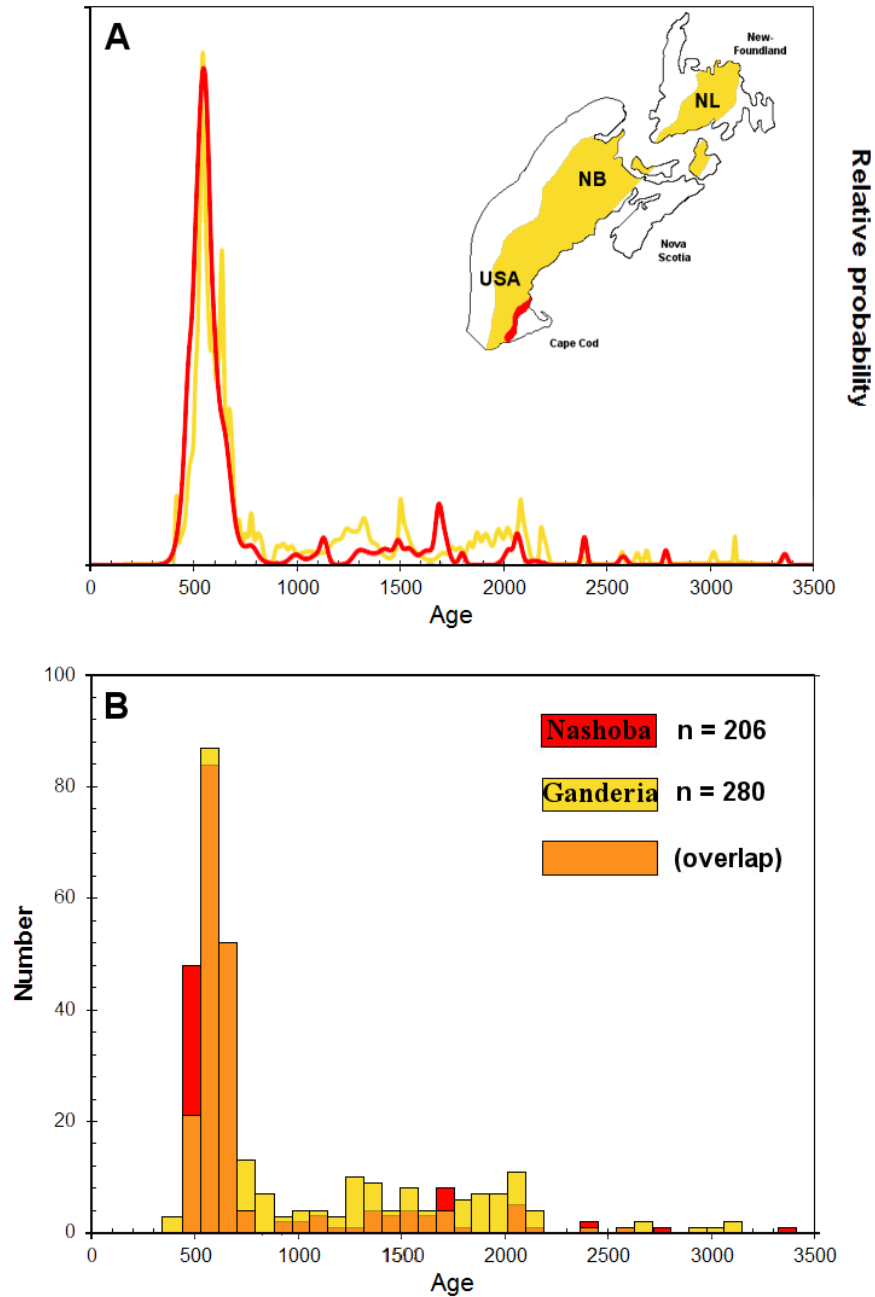 A
New-
Foundland
NL
NB
Nova
Scotia
USA
Cape Cod
Relative probability
0 500 1000 1500 2000 2500 3000 3500
Age
B
100
80
60
40
20
0
Number
Nashoba n = 206
Ganderia n = 280
(overlap)
0 500 1000 1500 2000 2500 3000 3500
Age